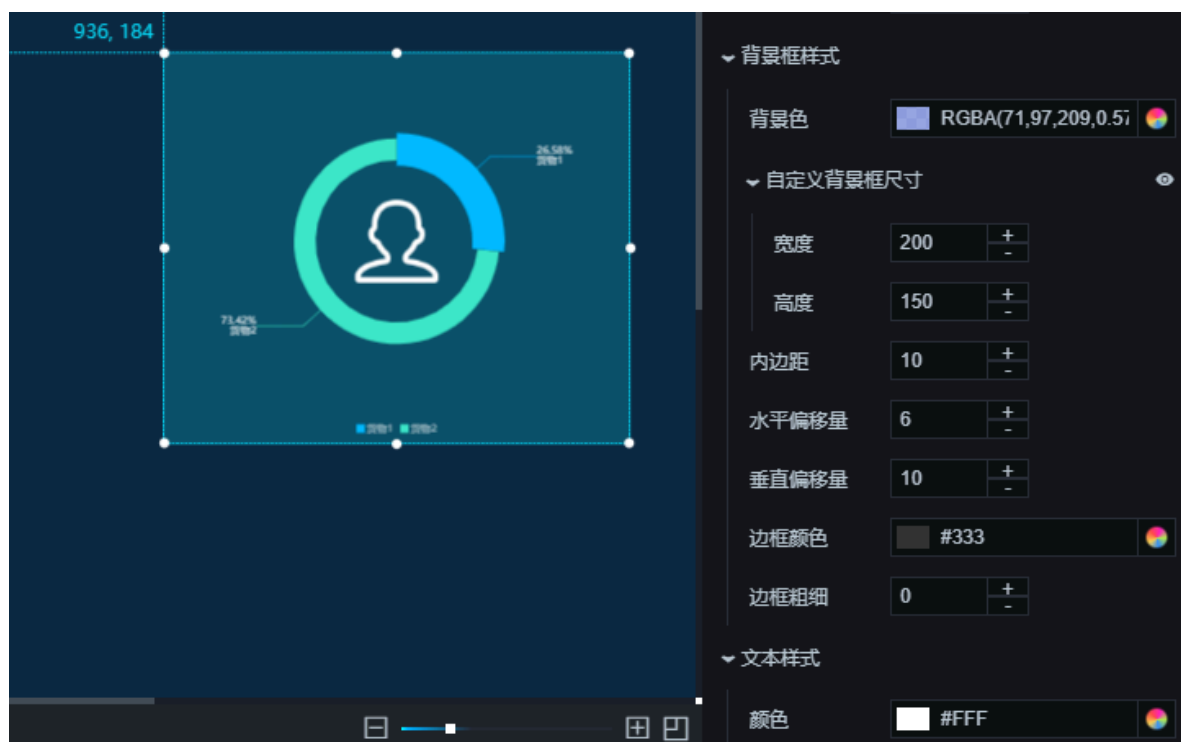 936, 184
26.58%
货物1
73.42%
货物2
货物1 货物2
背景框样式
背景色 RGBA(71,97,209,0.57
自定义背景框尺寸
宽度 200 + -
高度 150 + -
内边距 10 + -
水平偏移量 6 + -
垂直偏移量 10 + -
边框颜色 #333
边框粗细 0 + -
文本样式
颜色 #FFF